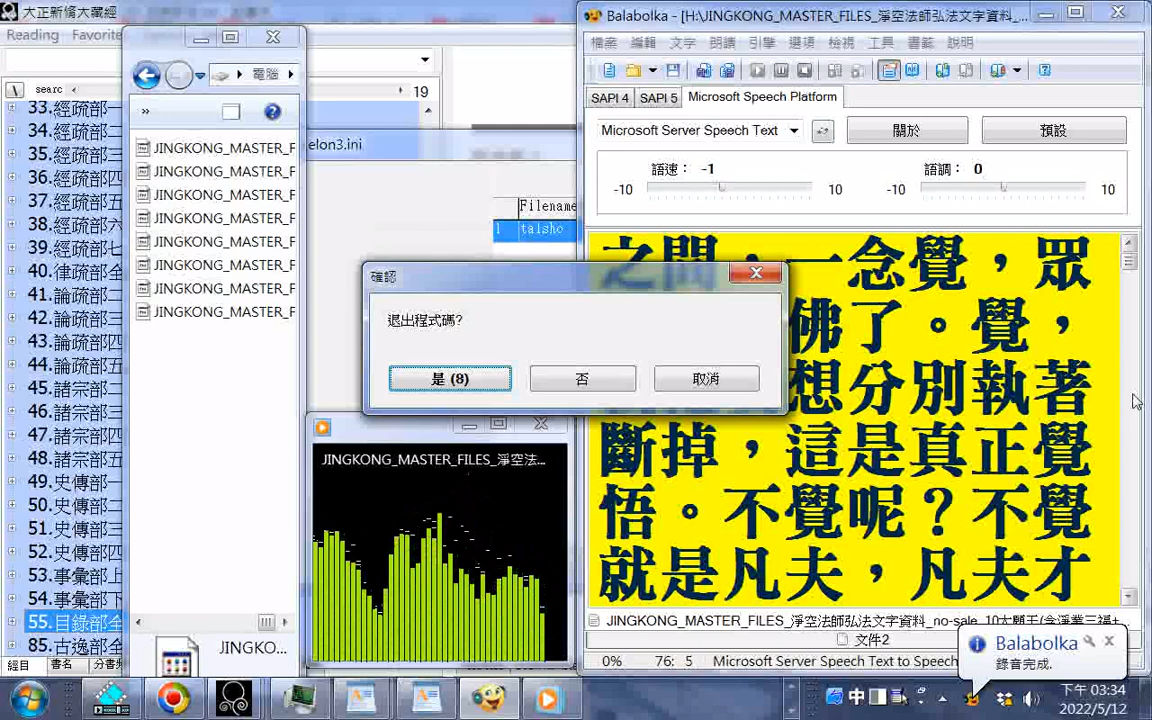 大正新脩大藏經
Reading Favorite
searc
19
33.經疏部一
34.經疏部二
35.經疏部三
36.經疏部四
37.經疏部五
38.經疏部六
39.經疏部七
40.律疏部全
41.論疏部一
42.論疏部二
43.論疏部三
44.論疏部四
45.諸宗部二
46.諸宗部三
47.諸宗部四
48.諸宗部五
49.史傳部一
50.史傳部二
51.史傳部三
52.史傳部四
53.事彙部上
54.事彙部下
55.目錄部全
85.古逸部全
經目 書名 分書頻
電腦
»
JINGKONG_MASTER_F
JINGKONG_MASTER_F
JINGKONG_MASTER_F
JINGKONG_MASTER_F
JINGKONG_MASTER_F
JINGKONG_MASTER_F
JINGKONG_MASTER_F
JINGKONG_MASTER_F
JINGKO...
elon3.ini
Filename
1 talsho
確認
退出程式碼?
是 (8) 否 取消
JINGKONG_MASTER_FILES_淨空法...
Balabolka - [H:\JINGKONG_MASTER_FILES_淨空法師弘法文字資料_...
檔案 編輯 文字 朗讀 引擎 選項 檢視 工具 書籤 說明
SAPI 4 SAPI 5 Microsoft Speech Platform
Microsoft Server Speech Text 關於 預設
語速： -1 語調： 0
-10 10 -10 10
之間，一念覺，眾
佛了。覺，
想分別執著
斷掉，這是真正覺
悟。不覺呢？不覺
就是凡夫，凡夫才
JINGKONG_MASTER_FILES_淨空法師弘法文字資料_no-sale_10大願王(含淨業三福+
文件2
0% 76: 5 Microsoft Server Speech Text to Speech
Balabolka
錄音完成.
中
下午 03:34
2022/5/12